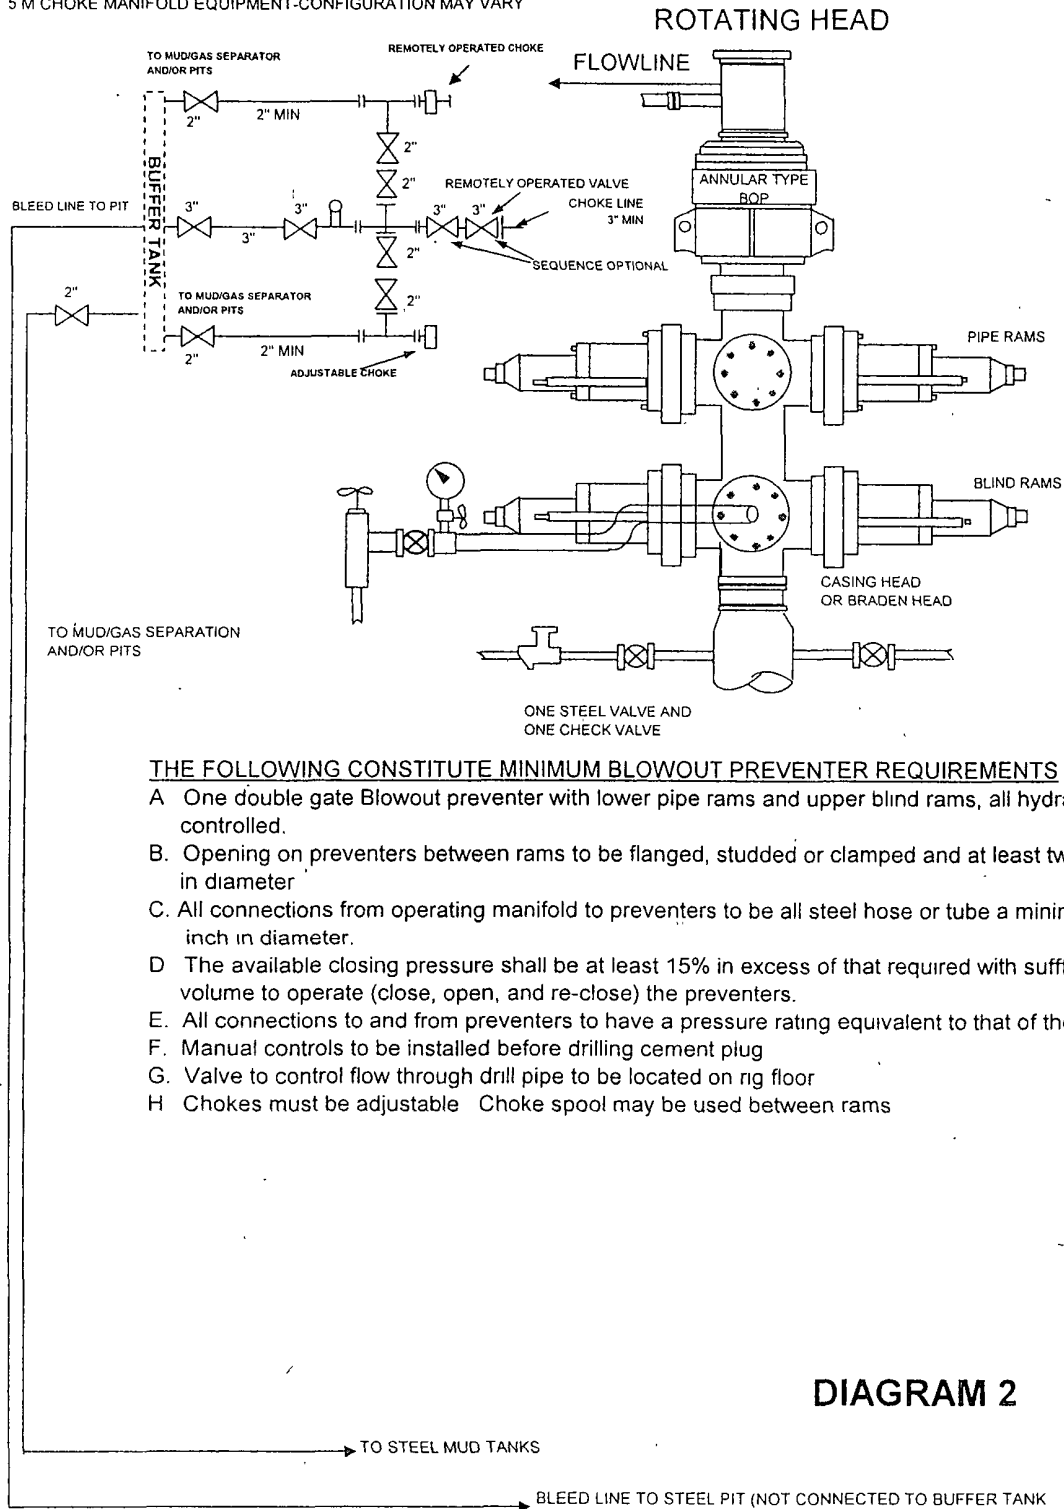 5 M CHOKE MANIFOLD EQUIPMENT-CONFIGURATION MAY VARY
ROTATING HEAD
TO MUD/GAS SEPARATOR
AND/OR PITS
REMOTELY OPERATED CHOKE
FLOWLINE
2"
2" MIN
2"
2"
ANNULAR TYPE
BOP
BUFFER TANK
REMOTELY OPERATED VALVE
CHOKE LINE
3" MIN
BLEED LINE TO PIT
3"
3"
3"
3"
3"
2"
SEQUENCE OPTIONAL
2"
TO MUD/GAS SEPARATOR
AND/OR PITS
2"
2"
2" MIN
ADJUSTABLE CHOKE
PIPE RAMS
BLIND RAMS
CASING HEAD
OR BRADEN HEAD
TO MUD/GAS SEPARATION
AND/OR PITS
ONE STEEL VALVE AND
ONE CHECK VALVE
THE FOLLOWING CONSTITUTE MINIMUM BLOWOUT PREVENTER REQUIREMENTS
A One double gate Blowout preventer with lower pipe rams and upper blind rams, all
controlled.
B. Opening on preventers between rams to be flanged, studded or clamped and at least
in diameter
C. All connections from operating manifold to preventers to be all steel hose or tube a
inch in diameter.
D The available closing pressure shall be at least 15% in excess of that required with
volume to operate (close, open, and re-close) the preventers.
E. All connections to and from preventers to have a pressure rating equivalent to that of
F. Manual controls to be installed before drilling cement plug
G. Valve to control flow through drill pipe to be located on rig floor
H Chokes must be adjustable Choke spool may be used between rams
DIAGRAM 2
TO STEEL MUD TANKS
BLEED LINE TO STEEL PIT (NOT CONNECTED TO BUFFER TANK